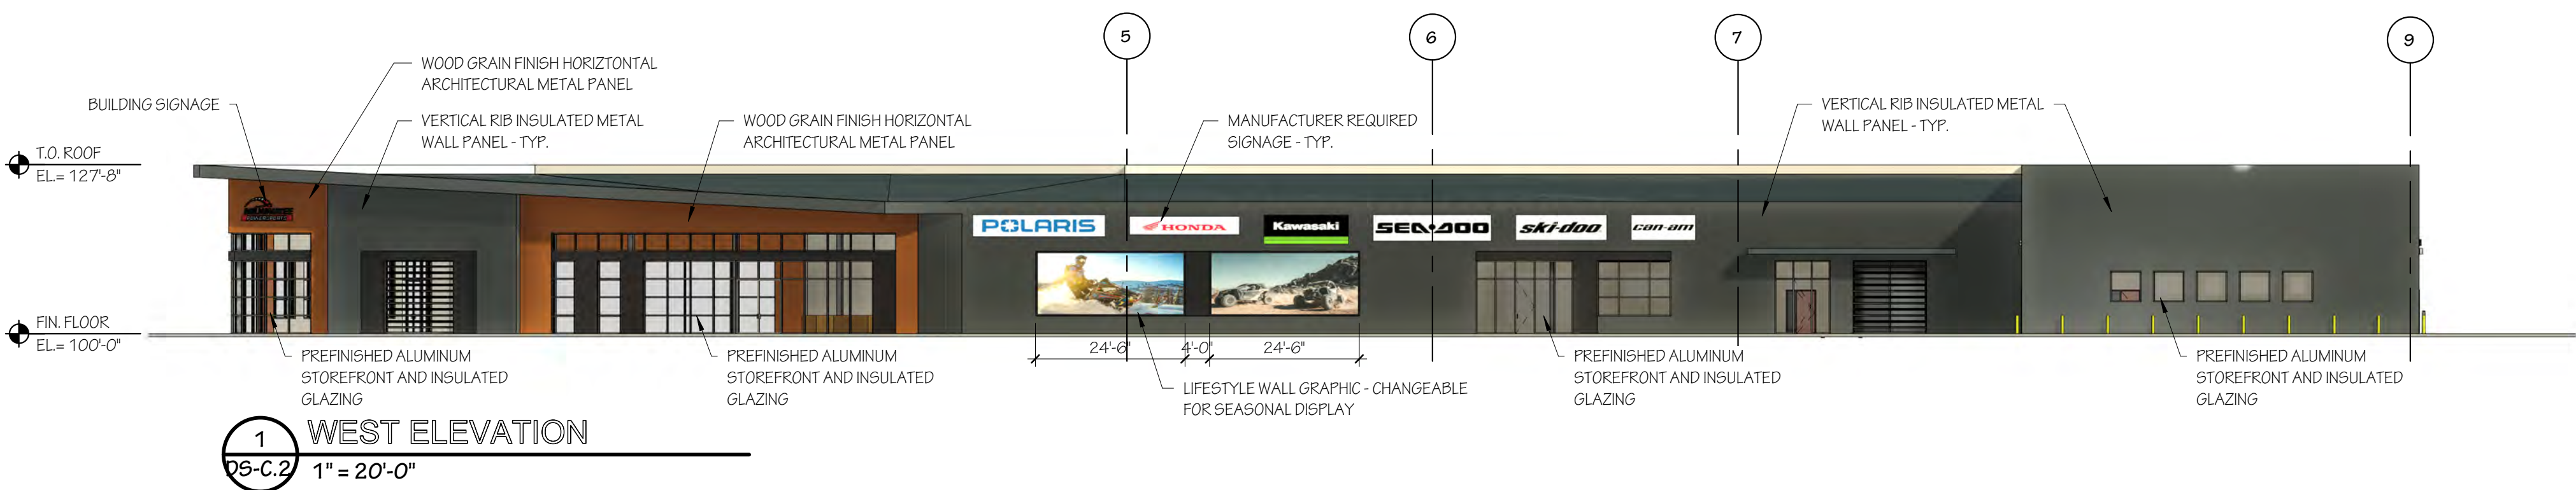 5
6
7
9
WOOD GRAIN FINISH HORIZTONTAL
ARCHITECTURAL METAL PANEL
BUILDING SIGNAGE
VERTICAL RIB INSULATED METAL
WALL PANEL - TYP.
WOOD GRAIN FINISH HORIZONTAL
ARCHITECTURAL METAL PANEL
MANUFACTURER REQUIRED
SIGNAGE - TYP.
VERTICAL RIB INSULATED METAL
WALL PANEL - TYP.
T.O. ROOF
EL.= 127'-8"
POLARIS
HONDA
Kawasaki
SEA-DOO
ski-doo
can-am
FIN. FLOOR
EL.= 100'-0"
24'-6"
4'-0"
24'-6"
PREFINISHED ALUMINUM
STOREFRONT AND INSULATED
GLAZING
PREFINISHED ALUMINUM
STOREFRONT AND INSULATED
GLAZING
LIFESTYLE WALL GRAPHIC - CHANGEABLE
FOR SEASONAL DISPLAY
PREFINISHED ALUMINUM
STOREFRONT AND INSULATED
GLAZING
PREFINISHED ALUMINUM
STOREFRONT AND INSULATED
GLAZING
1
DS-C.2
WEST ELEVATION
1" = 20'-0"